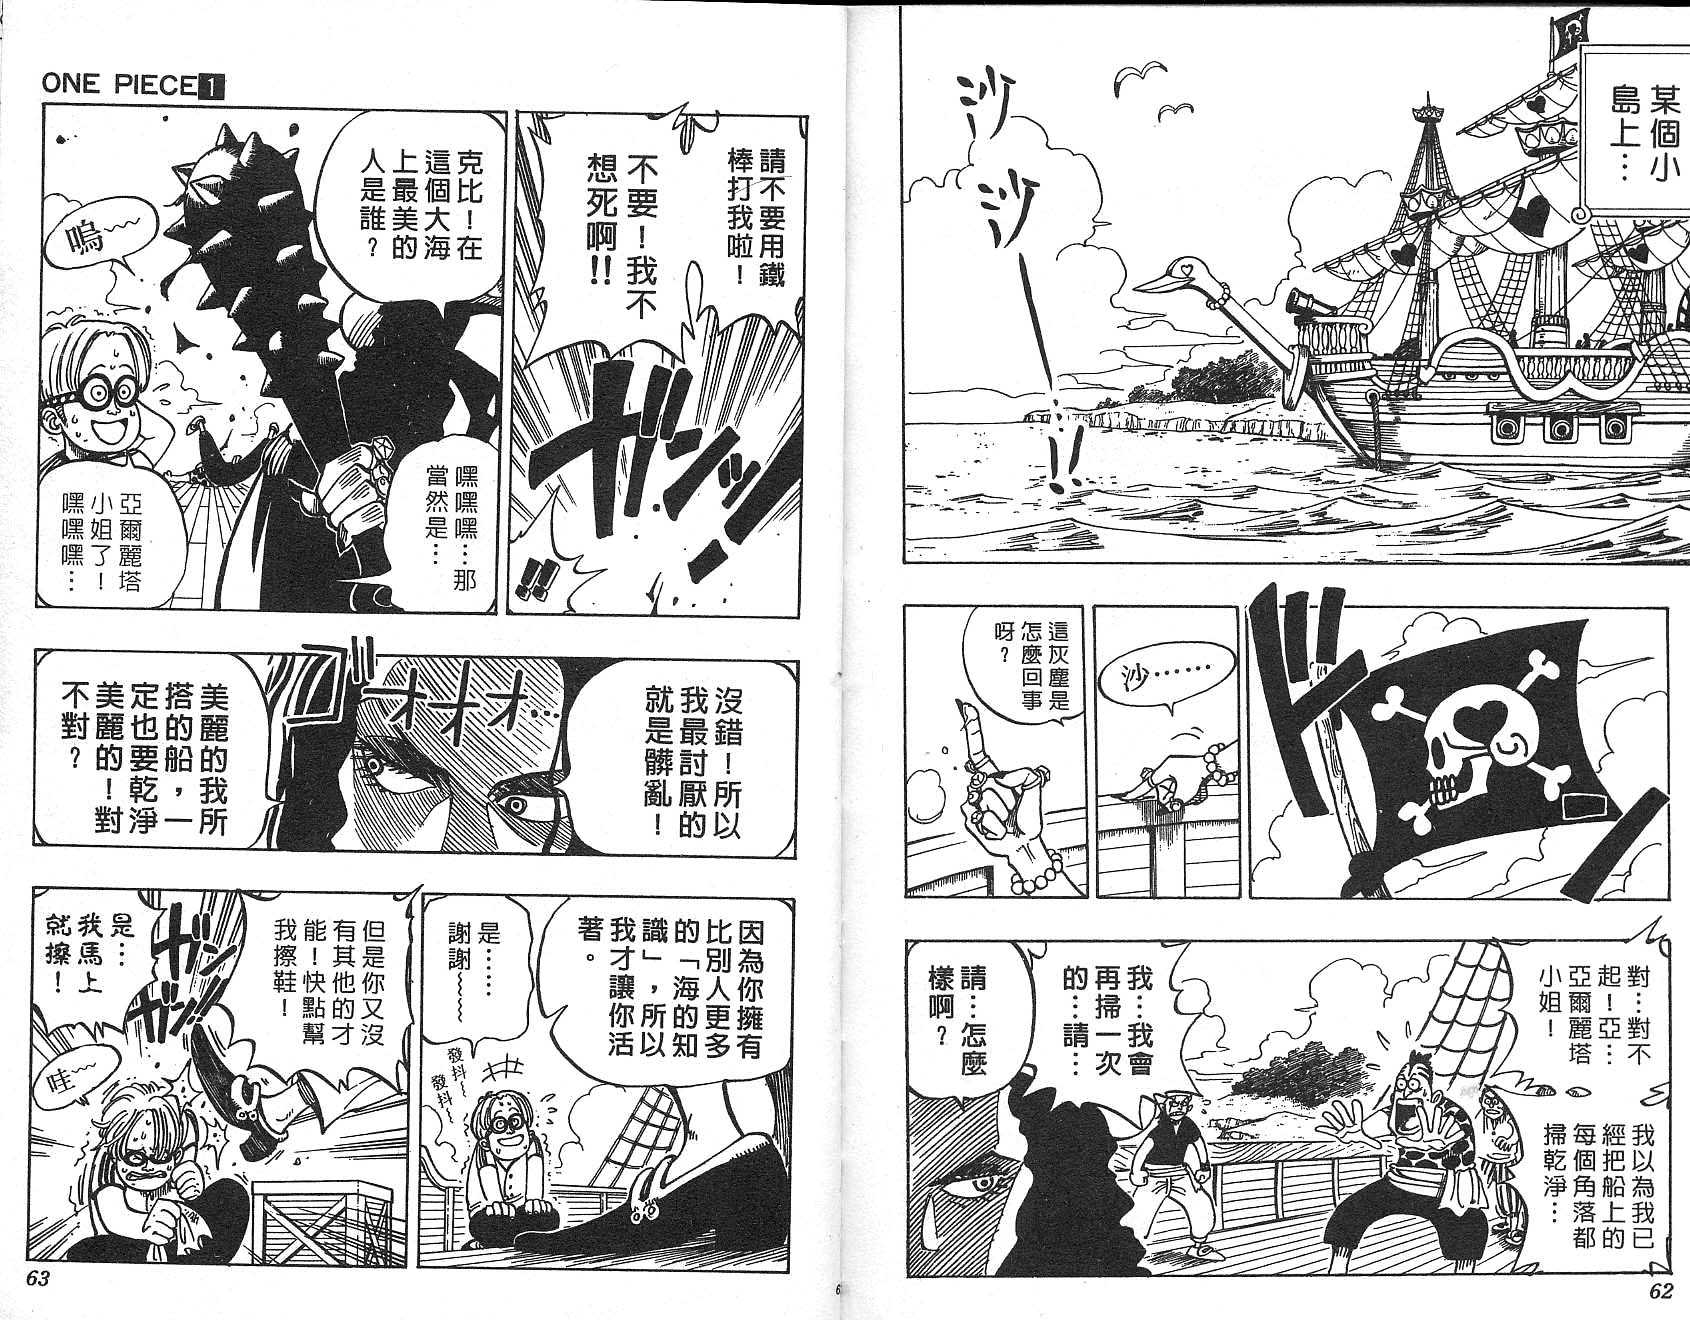 某個小
島上…
沙
沙
沙……
這灰塵是
怎麼回事
呀？
對…對不
起！亞…
亞爾麗塔
小姐！
我以為我已
經把船上的
每個角落都
掃乾淨…
我…我會
再掃一次
的…請…
請…怎麼
樣啊？
62
ONE PIECE 1
請不要用鐵
棒打我啦！
不要！我不
想死啊!!
ガンッ
克比！在
這個大海
上最美的
人是誰？
嗚~~
嘿嘿嘿…那
當然是…
亞爾麗塔
小姐了！
嘿嘿嘿…
沒錯！所以
我最討厭的
就是髒亂！
美麗的我所
搭的船，一
定也要乾淨
美麗的！對
不對？
因為你擁有
比別人更多
的「海的知
識」，所以
我才讓你活
著。
是……
謝謝~~~
發抖~
發抖~
但是你又沒
有其他的才
能！快點幫
我擦鞋！
ガン
ガン
是…
我馬上
就擦！
哇~~
63